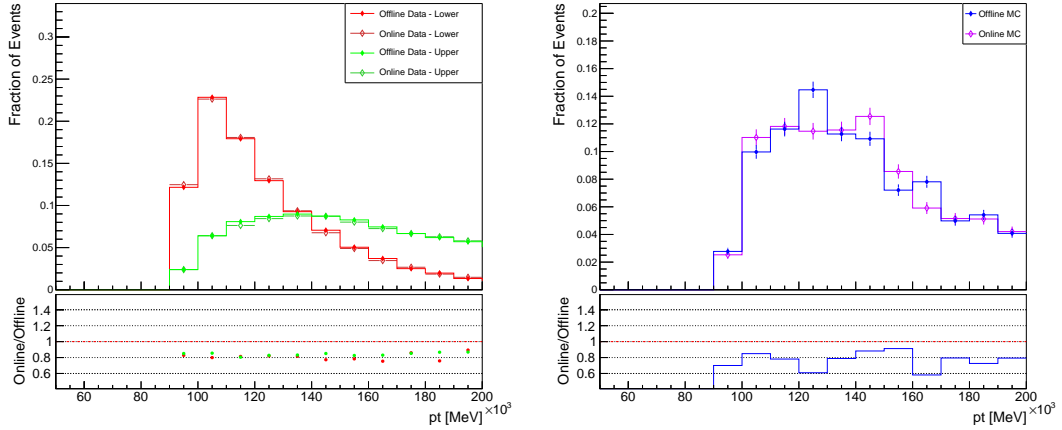 Fraction of Events
0.3
0.25
0.2
0.15
0.1
0.05
0
Offline Data - Lower
Online Data - Lower
Offline Data - Upper
Online Data - Upper
Online/Offline
1.4
1.2
1
0.8
0.6
60 80 100 120 140 160 180 200
×10³
pt [MeV]
Fraction of Events
0.2
0.18
0.16
0.14
0.12
0.1
0.08
0.06
0.04
0.02
0
Offline MC
Online MC
Online/Offline
1.4
1.2
1
0.8
0.6
60 80 100 120 140 160 180 200
×10³
pt [MeV]